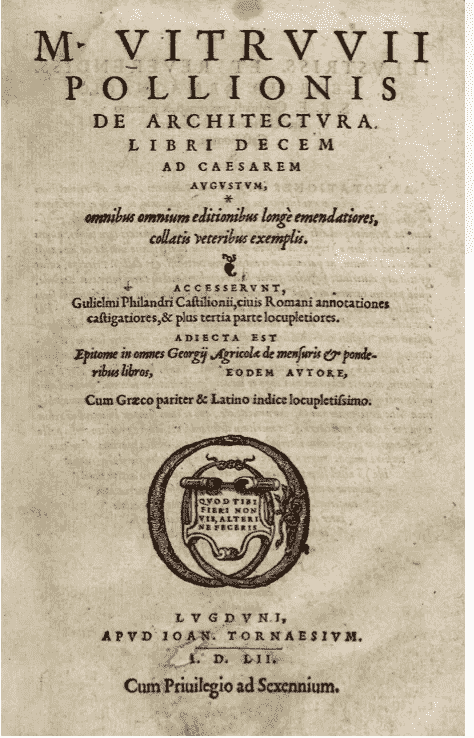 M. VITRVVII
POLLIONIS
DE ARCHITECTVRA.
LIBRI DECEM
AD CAESAREM
AVGVSTVM,
*
omnibus omnium editionibus longè emendatiores,
collatis veteribus exemplis.
ACCESSERVNT,
Gulielmi Philandri Castilionii, ciuis Romani annotationes
castigatiores, & plus tertia parte locupletiores.
ADIECTA EST
Epitome in omnes Georgij Agricolæ de mensuris & ponde-
ribus libros, EODEM AVTORE,
Cum Græco pariter & Latino indice locupletissimo.
QVOD TIBI
FIERI NON
VIS, ALTERI
NE FECERIS
LVGDVNI,
APVD IOAN. TORNAESIVM.
I. D. LII.
Cum Priuilegio ad Sexennium.